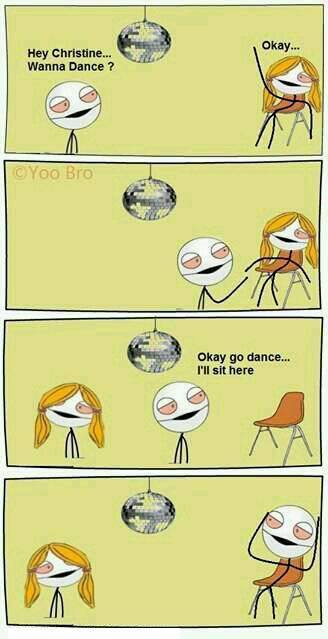 Hey Christine...
Wanna Dance ?
Okay...
©Yoo Bro
Okay go dance...
I'll sit here